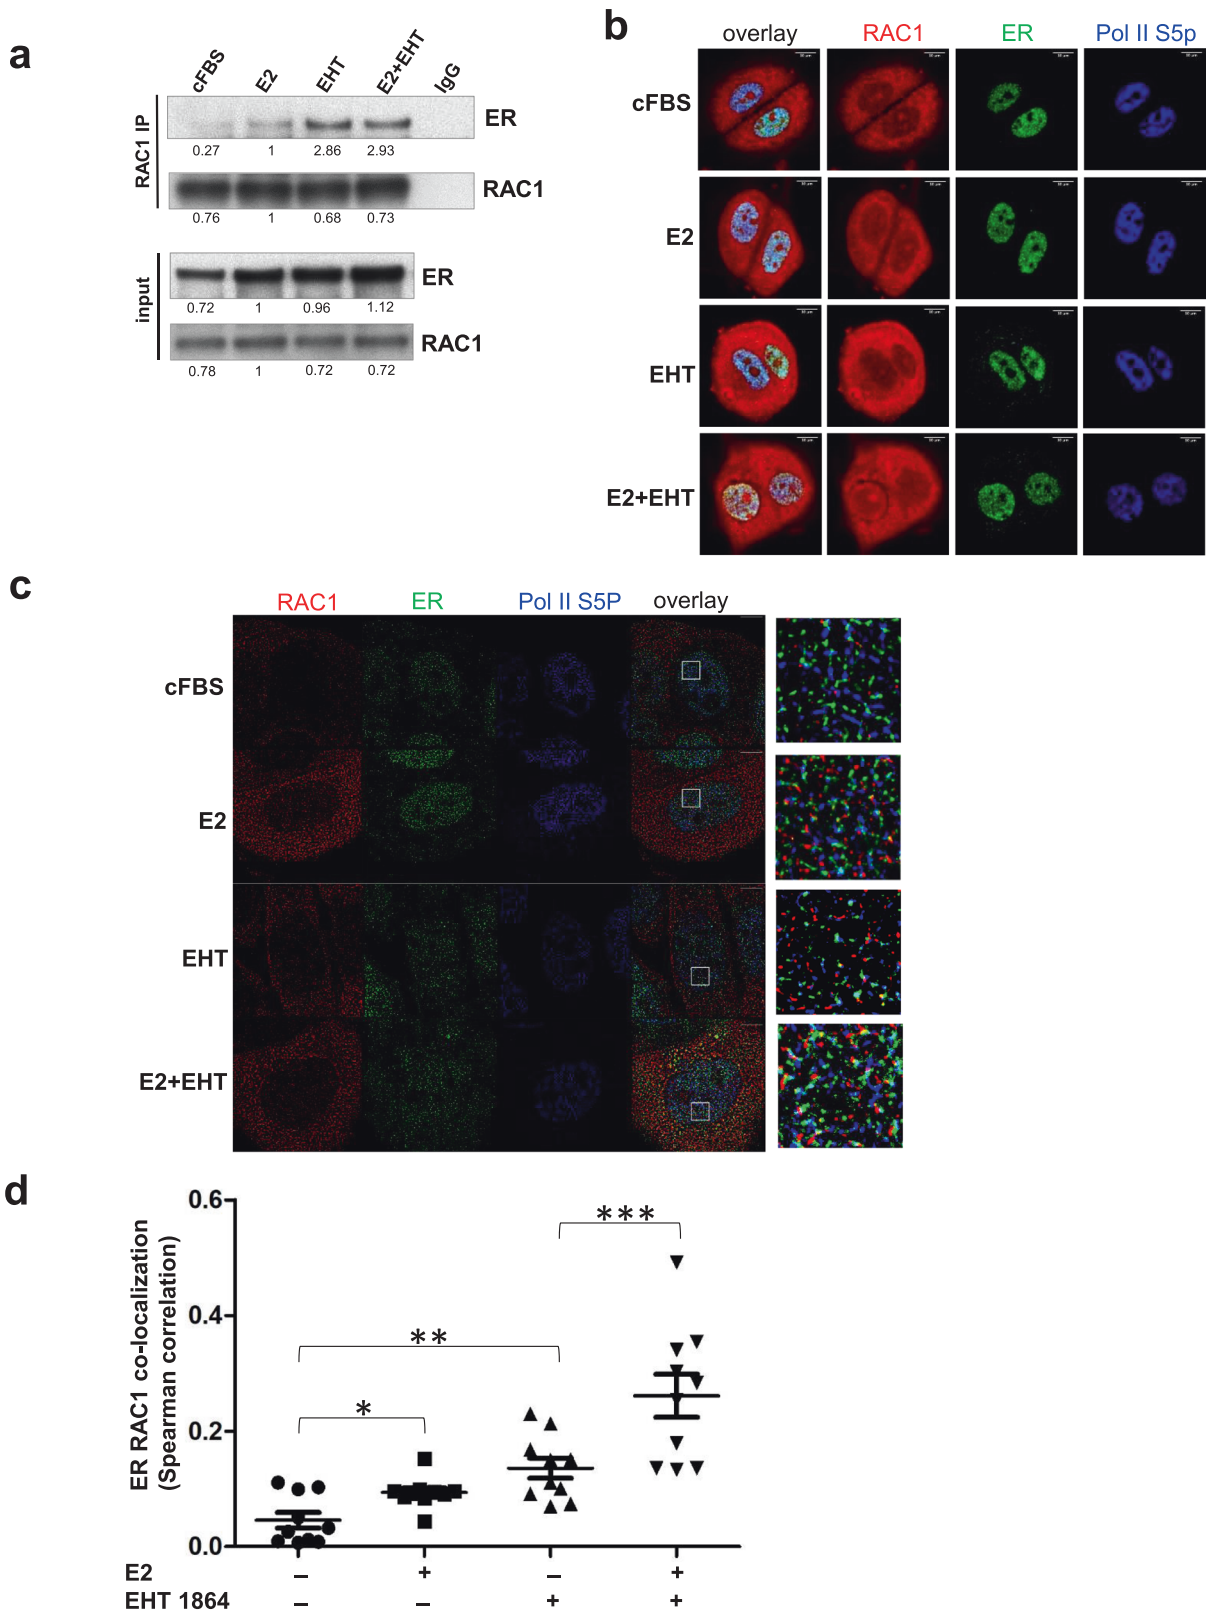 a
cFBS E2 EHT E2+EHT IgG
RAC1 IP
ER
0.27 1 2.86 2.93
RAC1
0.76 1 0.68 0.73
input
ER
0.72 1 0.96 1.12
RAC1
0.78 1 0.72 0.72
b
overlay RAC1 ER Pol II S5p
cFBS
E2
EHT
E2+EHT
c
RAC1 ER Pol II S5P overlay
cFBS
E2
EHT
E2+EHT
d
ER RAC1 co-localization
(Spearman correlation)
0.6
0.4
0.2
0.0
*
**
***
E2 – + – +
EHT 1864 – – + +